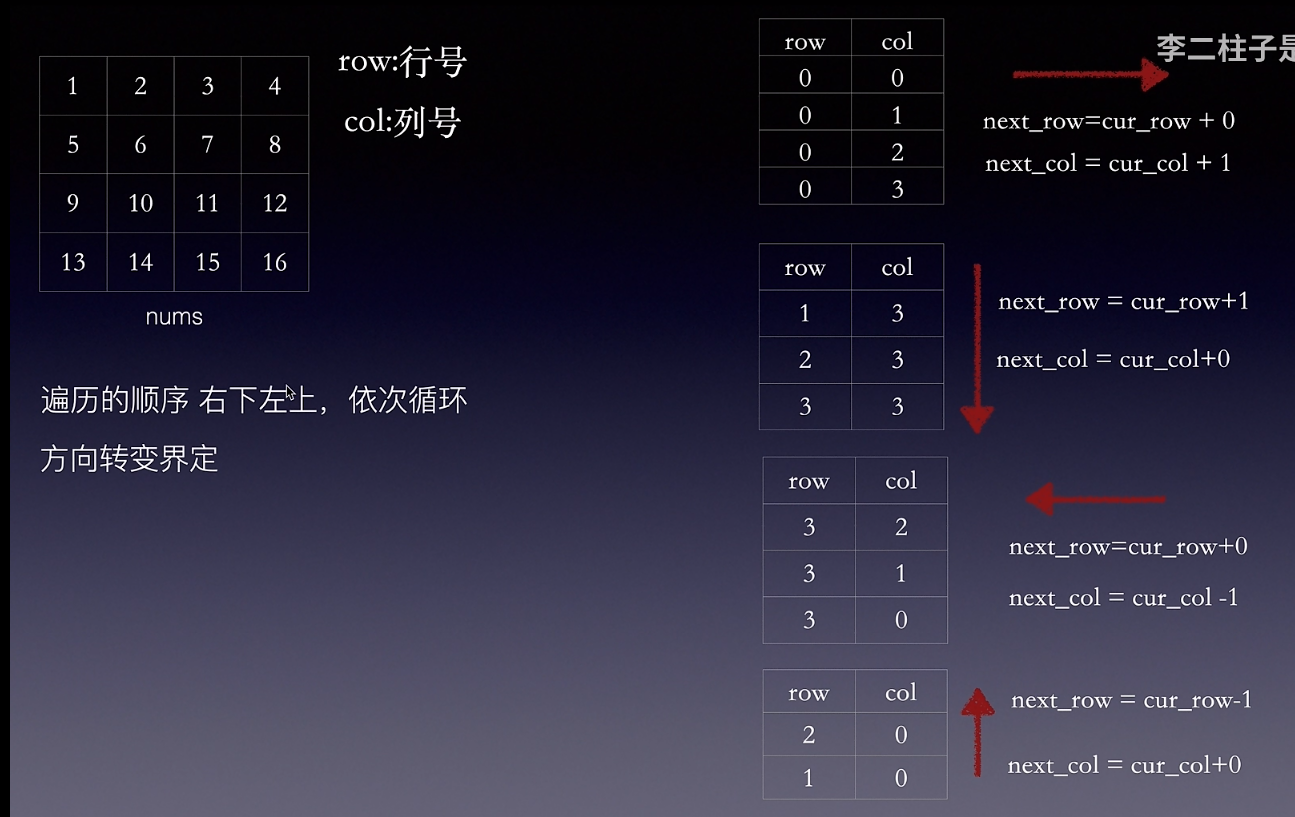 1 2 3 4
5 6 7 8
9 10 11 12
13 14 15 16
nums
row:行号
col:列号
遍历的顺序 右下左上，依次循环
方向转变界定
row col
0 0
0 1
0 2
0 3
李二柱子是
next_row=cur_row + 0
next_col = cur_col + 1
row col
1 3
2 3
3 3
next_row = cur_row+1
next_col = cur_col+0
row col
3 2
3 1
3 0
next_row=cur_row+0
next_col = cur_col -1
row col
2 0
1 0
next_row = cur_row-1
next_col = cur_col+0